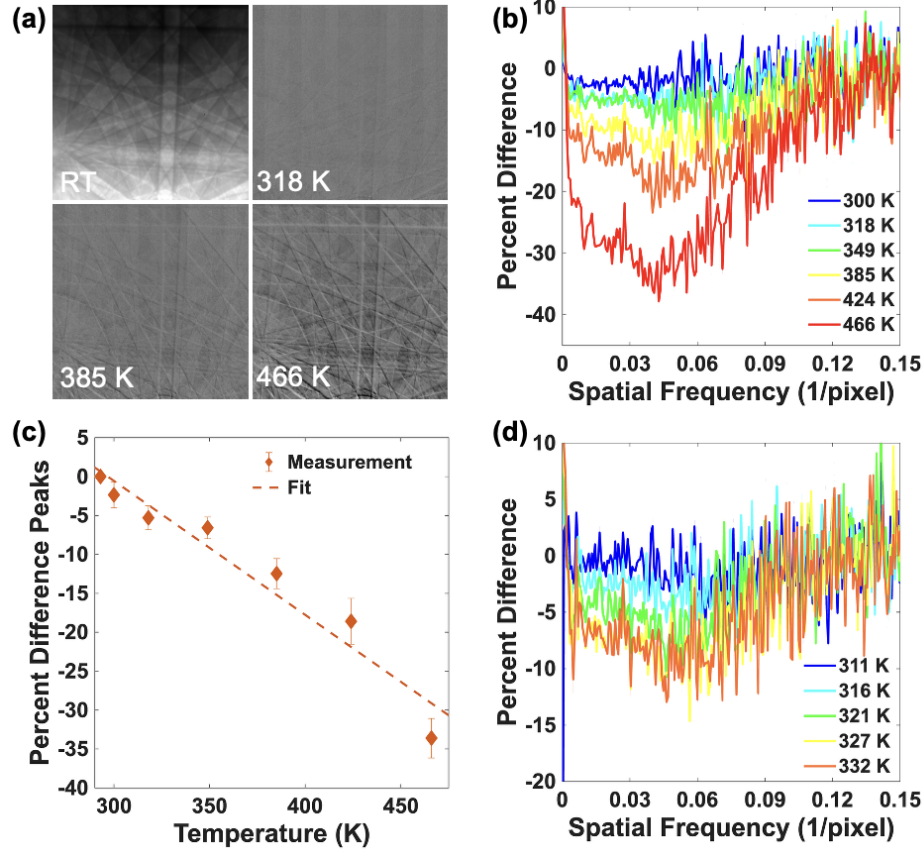 (a)
RT
318 K
385 K
466 K
(b)
10
0
-10
-20
-30
-40
Percent Difference
300 K
318 K
349 K
385 K
424 K
466 K
0
0.03
0.06
0.09
0.12
0.15
Spatial Frequency (1/pixel)
(c)
5
0
-5
-10
-15
-20
-25
-30
-35
-40
Percent Difference Peaks
Measurement
Fit
300
350
400
450
Temperature (K)
(d)
10
5
0
-5
-10
-15
-20
Percent Difference
311 K
316 K
321 K
327 K
332 K
0
0.03
0.06
0.09
0.12
0.15
Spatial Frequency (1/pixel)